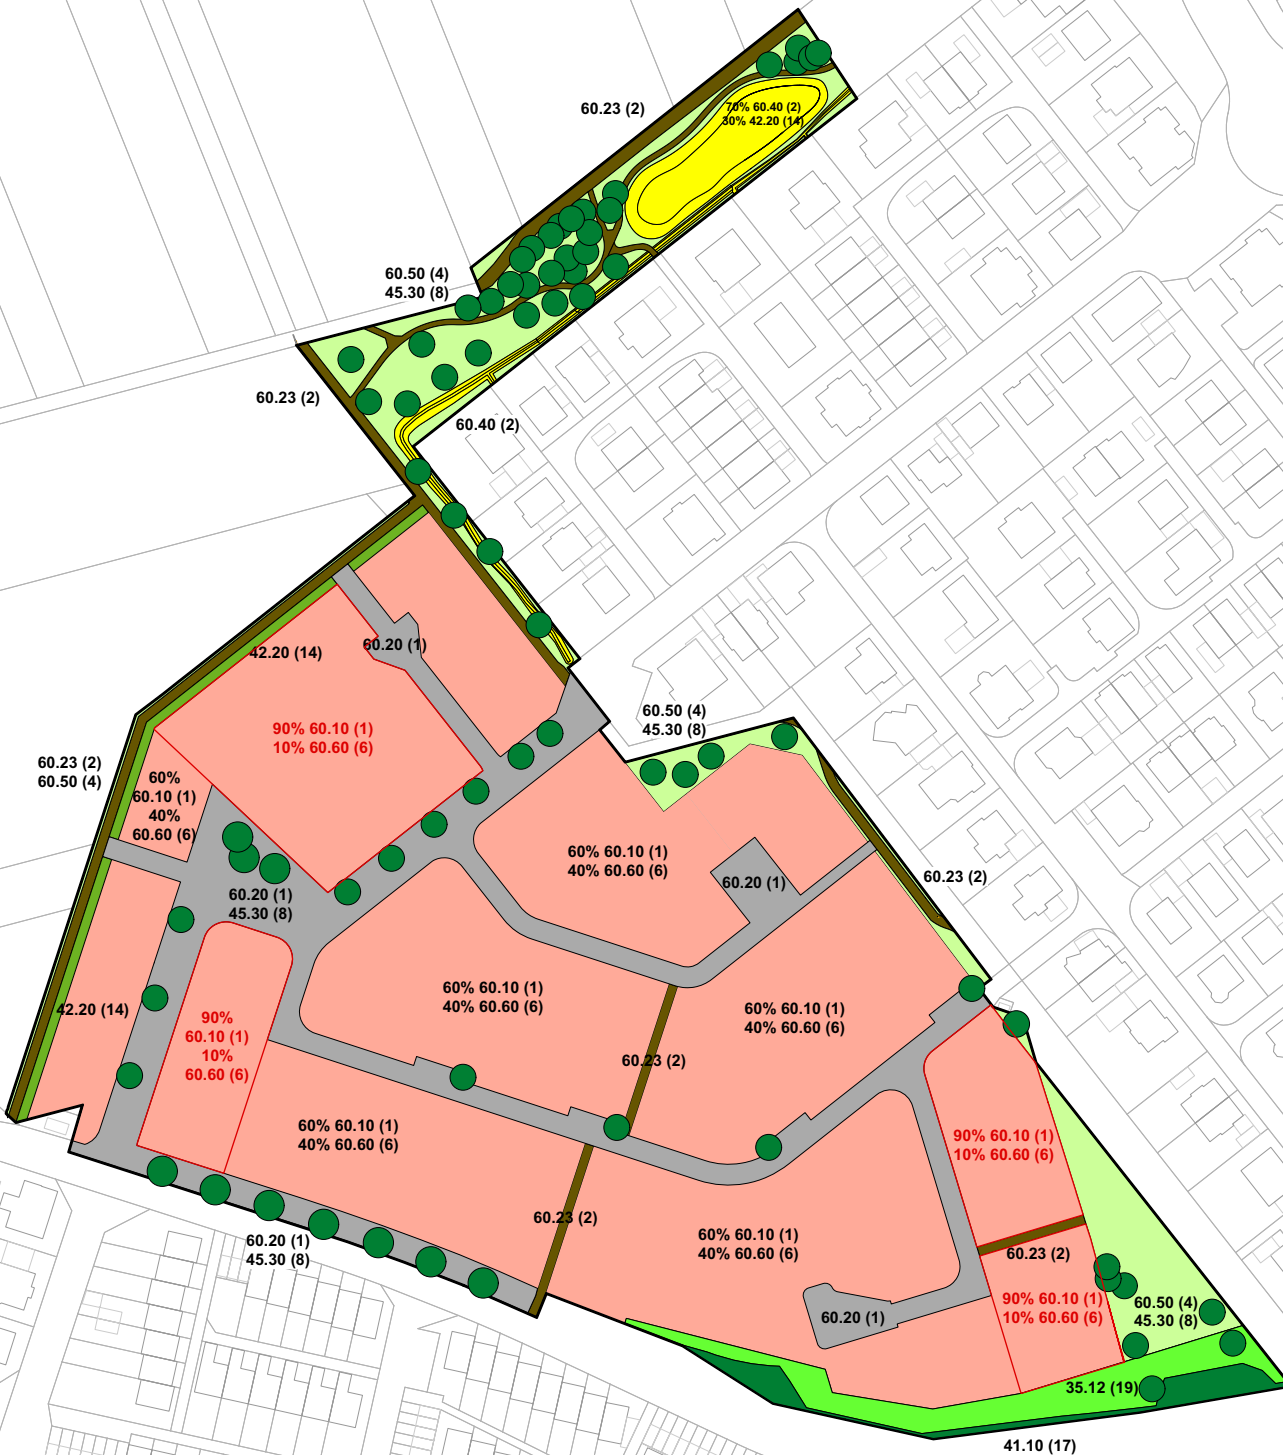 60.23 (2)
70% 60.40 (2)
30% 42.20 (14)
60.50 (4)
45.30 (8)
60.23 (2)
60.40 (2)
42.20 (14)
60.20 (1)
60.50 (4)
45.30 (8)
90% 60.10 (1)
10% 60.60 (6)
60.23 (2)
60.50 (4)
60%
60.10 (1)
40%
60.60 (6)
60% 60.10 (1)
40% 60.60 (6)
60.20 (1)
60.23 (2)
60.20 (1)
45.30 (8)
60% 60.10 (1)
40% 60.60 (6)
60% 60.10 (1)
40% 60.60 (6)
42.20 (14)
90%
60.10 (1)
10%
60.60 (6)
60.23 (2)
60% 60.10 (1)
40% 60.60 (6)
90% 60.10 (1)
10% 60.60 (6)
60.23 (2)
60.20 (1)
45.30 (8)
60% 60.10 (1)
40% 60.60 (6)
60.23 (2)
90% 60.10 (1)
10% 60.60 (6)
60.50 (4)
45.30 (8)
60.20 (1)
35.12 (19)
41.10 (17)